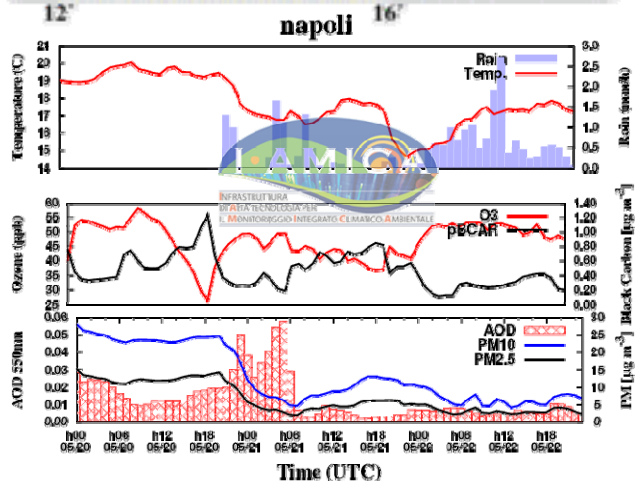 12° 16°
napoli
Temperature (°C)
21
20
19
18
17
16
15
14
Rain
Temp.
3.0
2.5
2.0
1.5
1.0
0.5
0.0
Rain (mm/h)
I-AMICA
INFRASTRUTTURA
DI ALTA TECNOLOGIA PER
IL MONITORAGGIO INTEGRATO CLIMATICO AMBIENTALE
Ozone (ppb)
60
55
50
45
40
35
30
25
O3
pBCAR
1.40
1.20
1.00
0.80
0.60
0.40
0.20
0.00
Black Carbon [µg m-3]
AOD 550nm
0.06
0.05
0.04
0.03
0.02
0.01
0.00
AOD
PM10
PM2.5
30
25
20
15
10
5
0
PM [µg m-3]
h00 h06 h12 h18 h00 h06 h12 h18 h00 h06 h12 h18
05/20 05/20 05/20 05/20 05/21 05/21 05/21 05/21 05/22 05/22 05/22 05/22
Time (UTC)